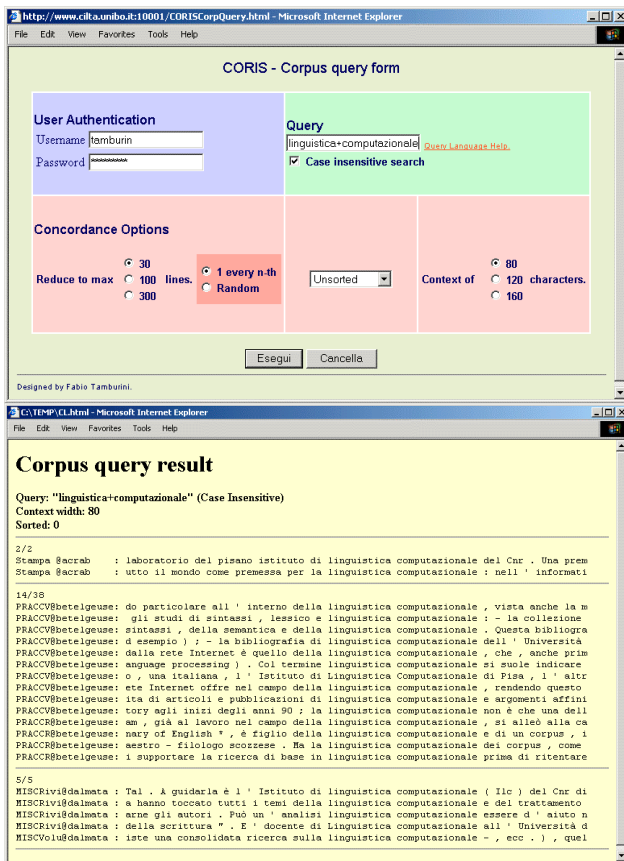 http://www.cilta.unibo.it:10001/CORISCorpQuery.html - Microsoft Internet Explorer
File Edit View Favorites Tools Help
CORIS - Corpus query form
User Authentication
Username tamburin
Password *********
Query
linguistica+computazionale Query Language Help.
Case insensitive search
Concordance Options
Reduce to max 30 100 300 lines. 1 every n-th Random
Unsorted
Context of 80 120 160 characters.
Esegui Cancella
Designed by Fabio Tamburini.
C:\TEMP\CL.html - Microsoft Internet Explorer
File Edit View Favorites Tools Help
Corpus query result
Query: "linguistica+computazionale" (Case Insensitive)
Context width: 80
Sorted: 0
2/2
Stampa @acrab : laboratorio del pisano istituto di linguistica computazionale del Cnr . Una prem
Stampa @acrab : utto il mondo come premessa per la linguistica computazionale : nell ' informati
14/38
PRACCV@betelgeuse: do particolare all ' interno della linguistica computazionale , vista anche la m
PRACCV@betelgeuse: gli studi di sintassi , lessico e linguistica computazionale : - la collezione
PRACCV@betelgeuse: sintassi , della semantica e della linguistica computazionale . Questa bibliogra
PRACCV@betelgeuse: d esempio ) ; - la bibliografia di linguistica computazionale dell ' Università
PRACCV@betelgeuse: dalla rete Internet è quello della linguistica computazionale , che , anche prim
PRACCV@betelgeuse: anguage processing ) . Col termine linguistica computazionale si suole indicare
PRACCV@betelgeuse: o , una italiana , l ' Istituto di Linguistica Computazionale di Pisa , l ' altr
PRACCV@betelgeuse: ete Internet offre nel campo della linguistica computazionale , rendendo questo
PRACCV@betelgeuse: ita di articoli e pubblicazioni di linguistica computazionale e argomenti affini
PRACCV@betelgeuse: tory agli inizi degli anni 90 ; la linguistica computazionale non è che una dell
PRACCR@betelgeuse: am , già al lavoro nel campo della linguistica computazionale , si alleò alla ca
PRACCR@betelgeuse: nary of English " , è figlio della linguistica computazionale e di un corpus , i
PRACCR@betelgeuse: aestro - filologo scozzese . Ma la linguistica computazionale dei corpus , come
PRACCR@betelgeuse: i supportare la ricerca di base in linguistica computazionale prima di ritentare
5/5
MISCRivi@dalmata : Tal . A guidarla è l ' Istituto di linguistica computazionale ( Ilc ) del Cnr di
MISCRivi@dalmata : a hanno toccato tutti i temi della linguistica computazionale e del trattamento
MISCRivi@dalmata : arne gli autori . Può un ' analisi linguistica computazionale essere d ' aiuto n
MISCRivi@dalmata : della scrittura " . E ' docente di Linguistica computazionale all ' Università d
MISCVolu@dalmata : iste una consolidata ricerca sulla linguistica computazionale - , ecc . ) , quel